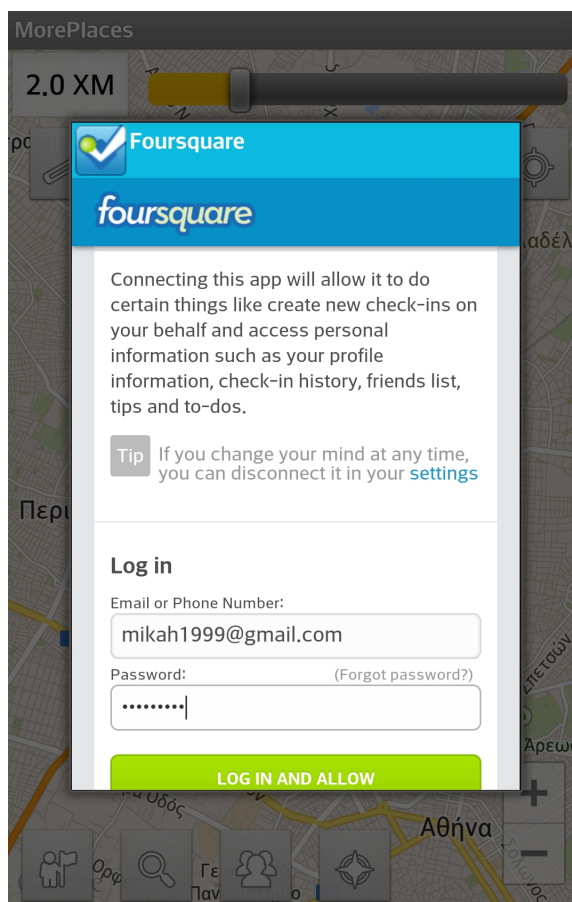 MorePlaces
2.0 XM
Foursquare
foursquare
Connecting this app will allow it to do
certain things like create new check-ins on
your behalf and access personal
information such as your profile
information, check-in history, friends list,
tips and to-dos.
Tip
If you change your mind at any time,
you can disconnect it in your settings
Log in
Email or Phone Number:
mikah1999@gmail.com
Password:
(Forgot password?)
•••••••••
LOG IN AND ALLOW
Αθήνα